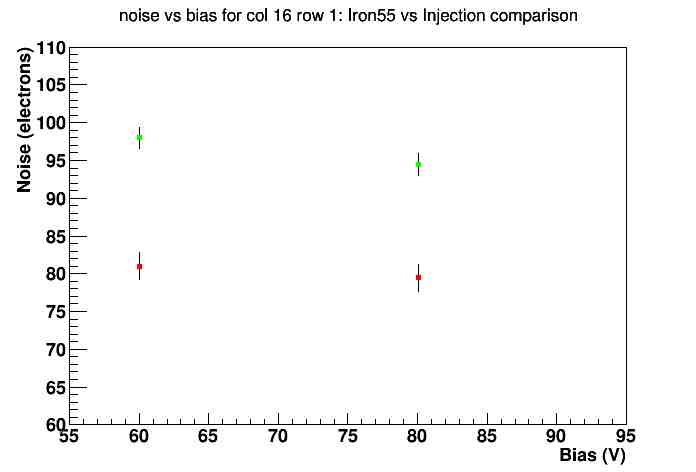 noise vs bias for col 16 row 1: Iron55 vs Injection comparison
Noise (electrons)
110
105
100
95
90
85
80
75
70
65
60
55 60 65 70 75 80 85 90 95
Bias (V)